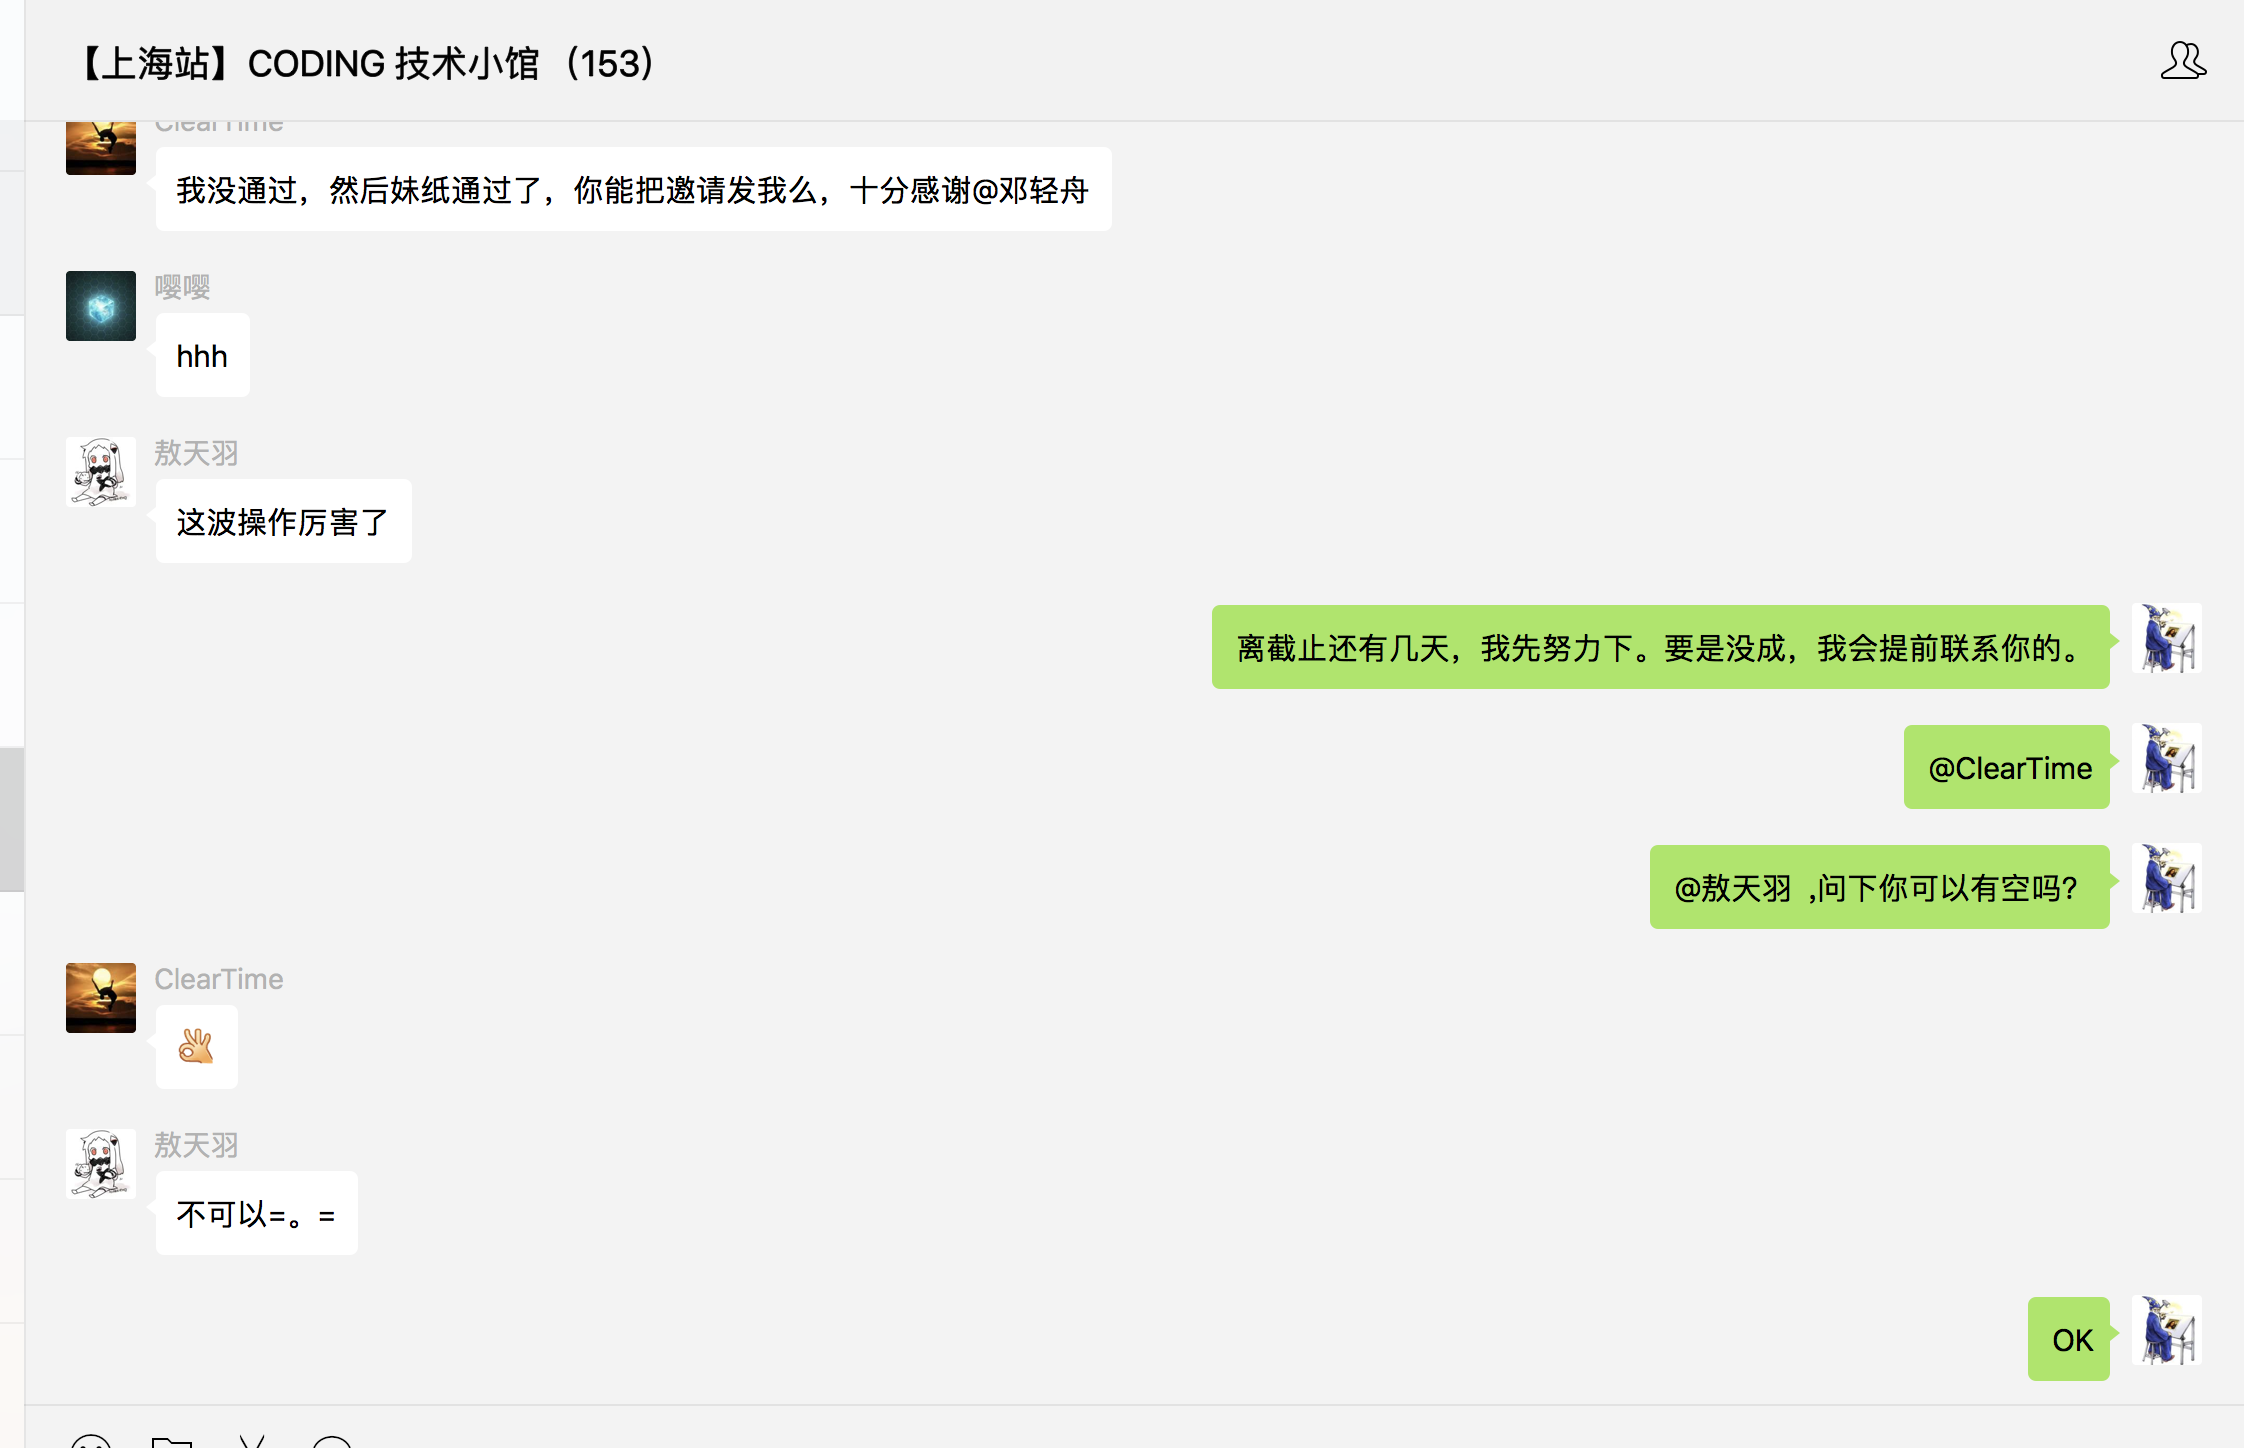 【上海站】CODING 技术小馆（153）
ClearTime
我没通过，然后妹纸通过了，你能把邀请发我么，十分感谢@邓轻舟
嘤嘤
hhh
敖天羽
这波操作厉害了
离截止还有几天，我先努力下。要是没成，我会提前联系你的。
@ClearTime
@敖天羽 ,问下你可以有空吗?
ClearTime
敖天羽
不可以=。=
OK